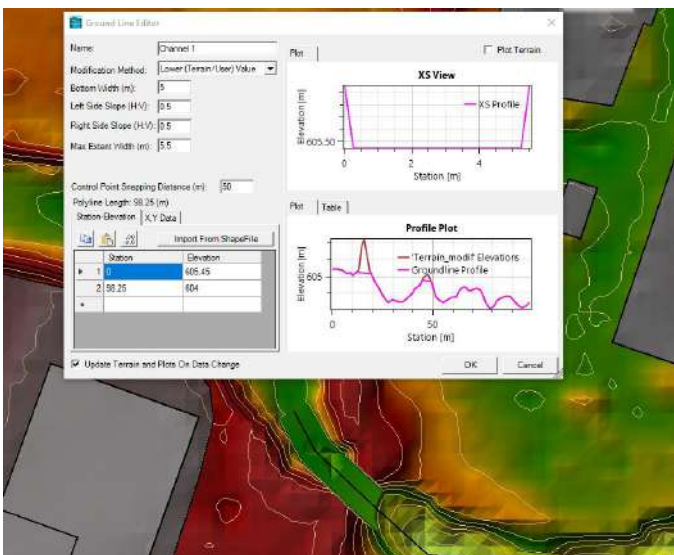 Ground Line Editor
Name: Channel 1
Modification Method: Lower (Terrain/User) Value
Bottom Width (m): 5
Left Side Slope (H:V): 0.5
Right Side Slope (H:V): 0.5
Max Extent Width (m): 5.5
Control Point Snapping Distance (m): 50
Polyline Length: 98.25 (m)
Station-Elevation X,Y Data
Import From ShapeFile
Station Elevation
1 0 605.45
2 98.25 604
Update Terrain and Plots On Data Change
Plot Plot Terrain
XS View
XS Profile
Elevation [m]
605.50
0 2 4
Station [m]
Plot Table
Profile Plot
'Terrain_modif' Elevations
Groundline Profile
Elevation [m]
605
0 50
Station [m]
OK Cancel